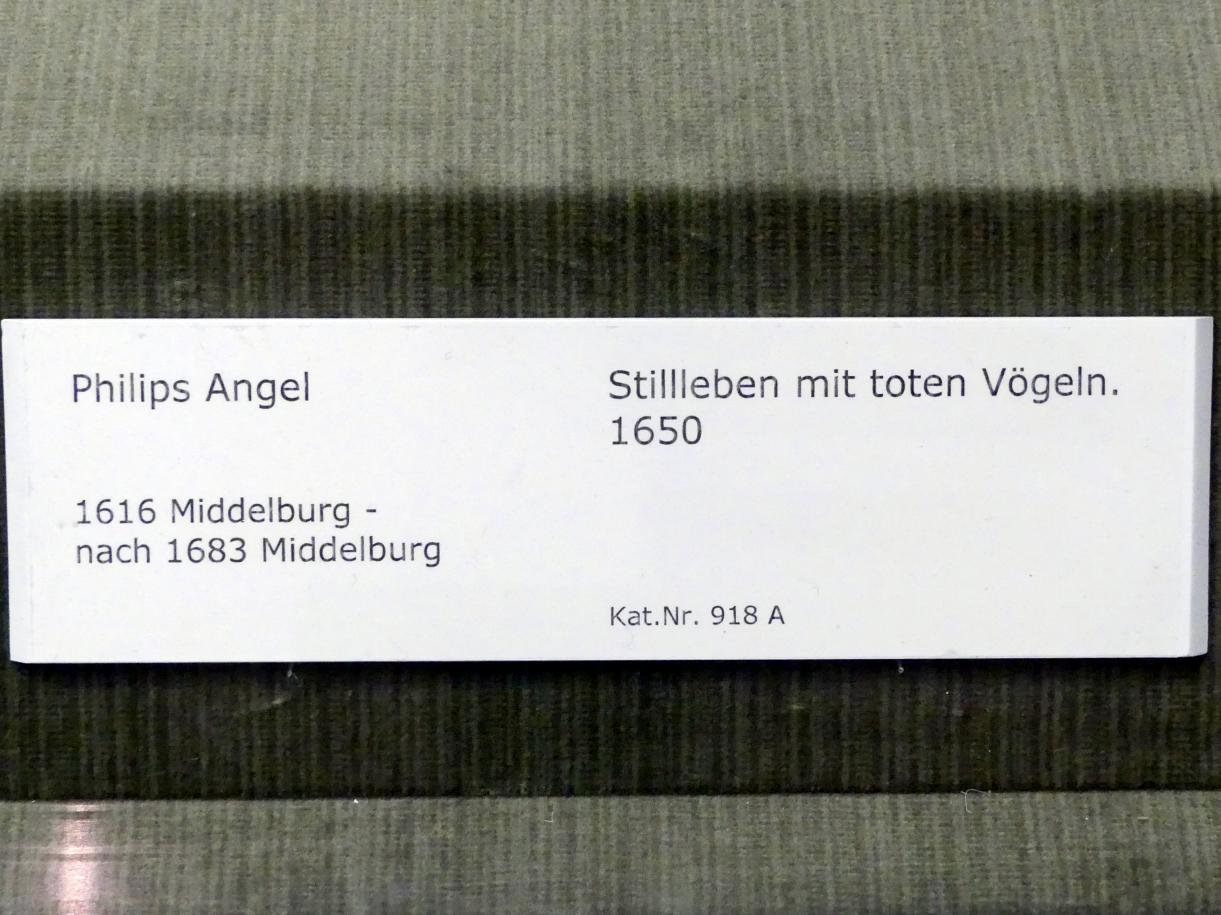 Philips Angel
1616 Middelburg -
nach 1683 Middelburg
Stillleben mit toten Vögeln.
1650
Kat.Nr. 918 A